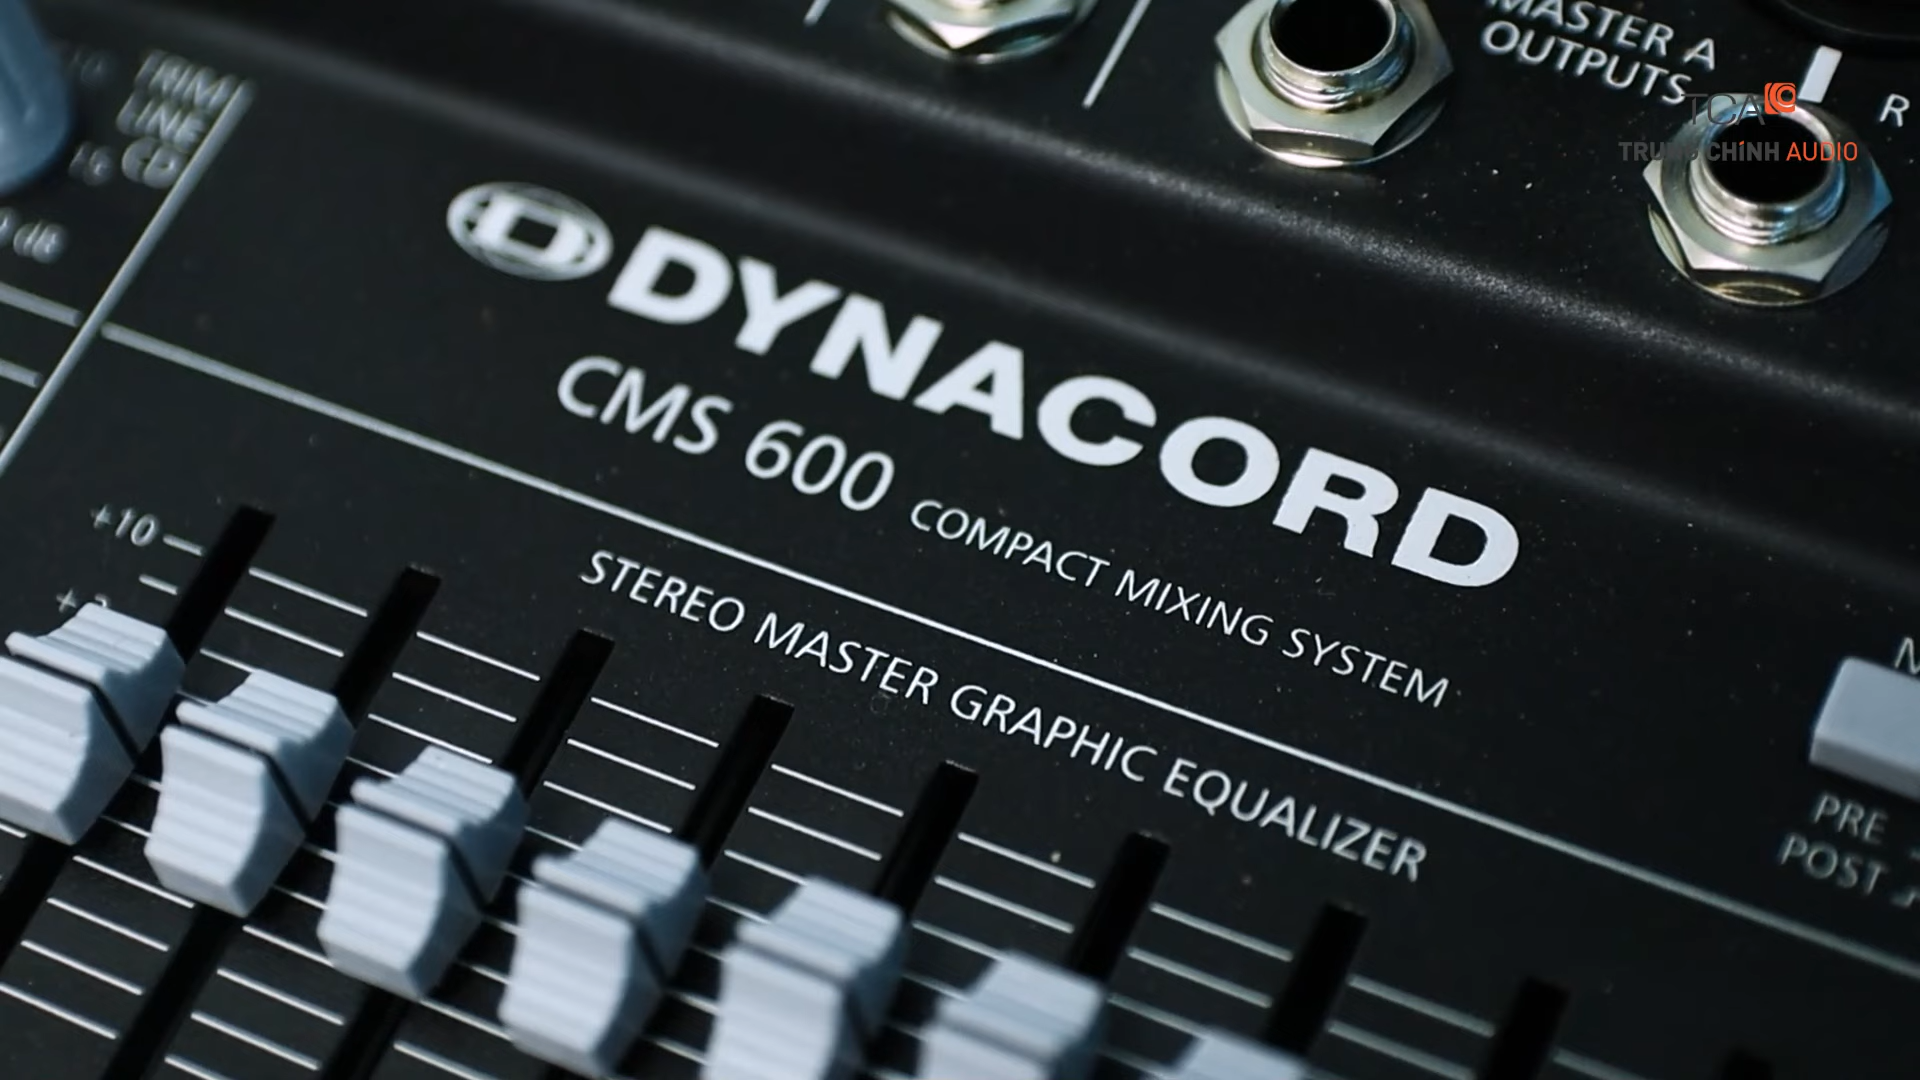 MASTER A
OUTPUTS
R
TCA
TRUNG CHÍNH AUDIO
TRIM
LINE
CD
dB
DYNACORD
CMS 600 COMPACT MIXING SYSTEM
STEREO MASTER GRAPHIC EQUALIZER
+10
PRE
POST